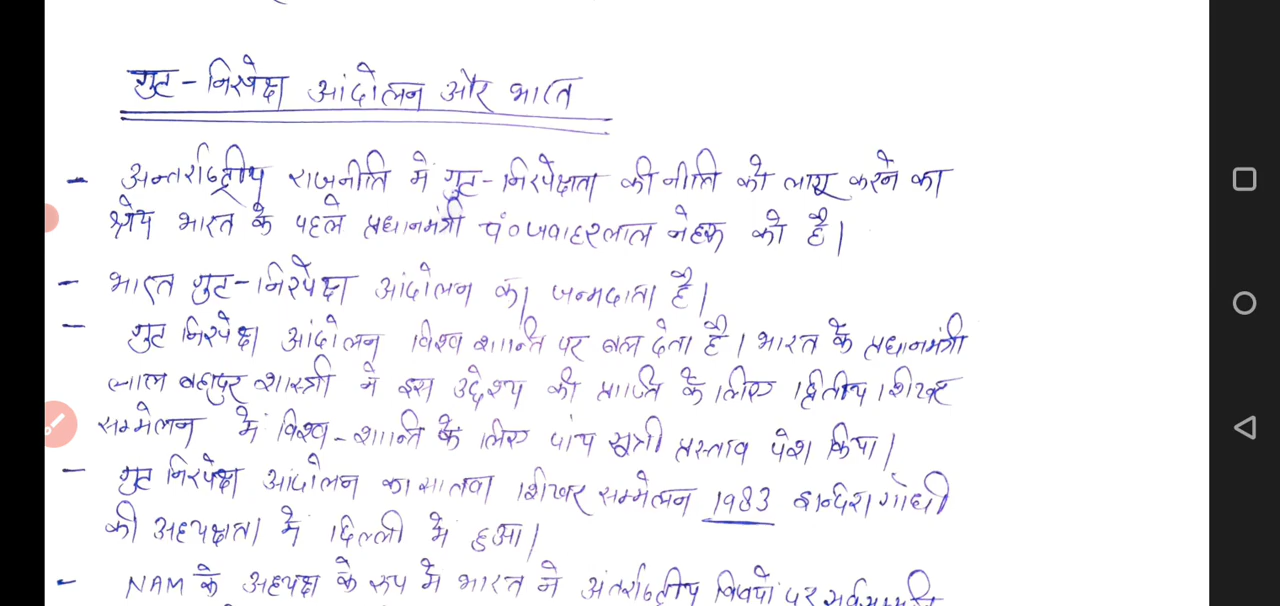 गुट-निरपेक्ष आंदोलन और भारत
- अन्तर्राष्ट्रीय राजनीति में गुट-निरपेक्षता की नीति को लागू करने का
श्रेय भारत के पहले प्रधानमंत्री पं० जवाहरलाल नेहरू को है।
- भारत गुट-निरपेक्ष आंदोलन का जन्मदाता है।
- गुट निरपेक्ष आंदोलन विश्व शान्ति पर बल देता है। भारत के प्रधानमंत्री
लाल बहादुर शास्त्री ने इस उद्देश्य की प्राप्ति के लिए द्वितीय शिखर
सम्मेलन में विश्व-शान्ति के लिए पांच सूत्री प्रस्ताव पेश किया।
- गुट निरपेक्ष आंदोलन का सातवा शिखर सम्मेलन 1983 इन्दिरा गांधी
की अध्यक्षता में दिल्ली में हुआ।
- NAM के अध्यक्ष के रूप में भारत ने अंतर्राष्ट्रीय विषयों पर